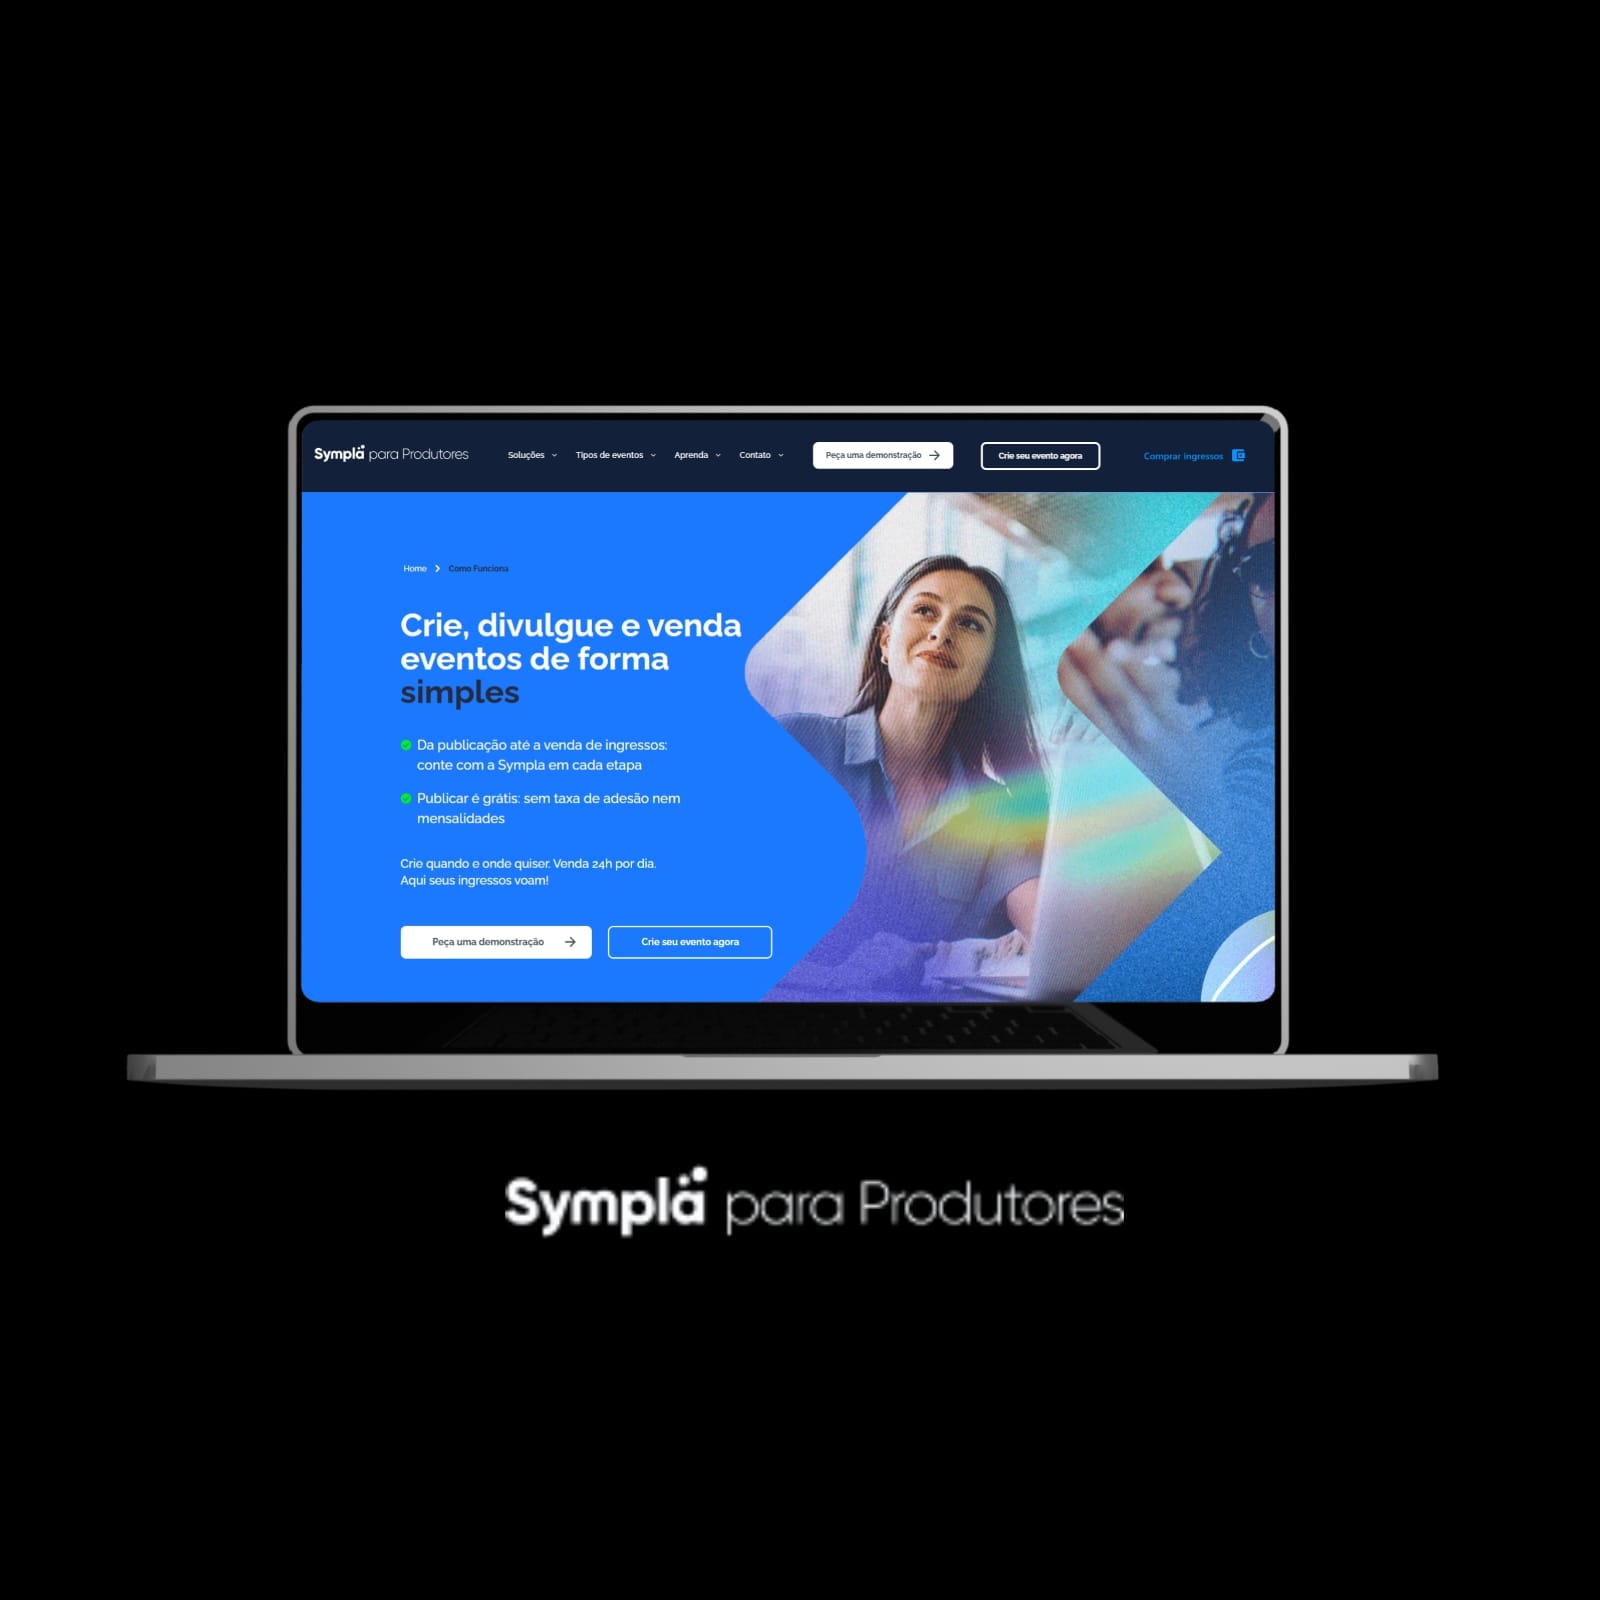 Sympla para Produtores
Soluções
Tipos de eventos
Aprenda
Contato
Peça uma demonstração
Crie seu evento agora
Comprar ingressos
Home
Como Funciona
Crie, divulgue e venda
eventos de forma
simples
Da publicação até a venda de ingressos:
conte com a Sympla em cada etapa
Publicar é grátis: sem taxa de adesão nem
mensalidades
Crie quando e onde quiser. Venda 24h por dia.
Aqui seus ingressos voam!
Peça uma demonstração
Crie seu evento agora
Sympla para Produtores